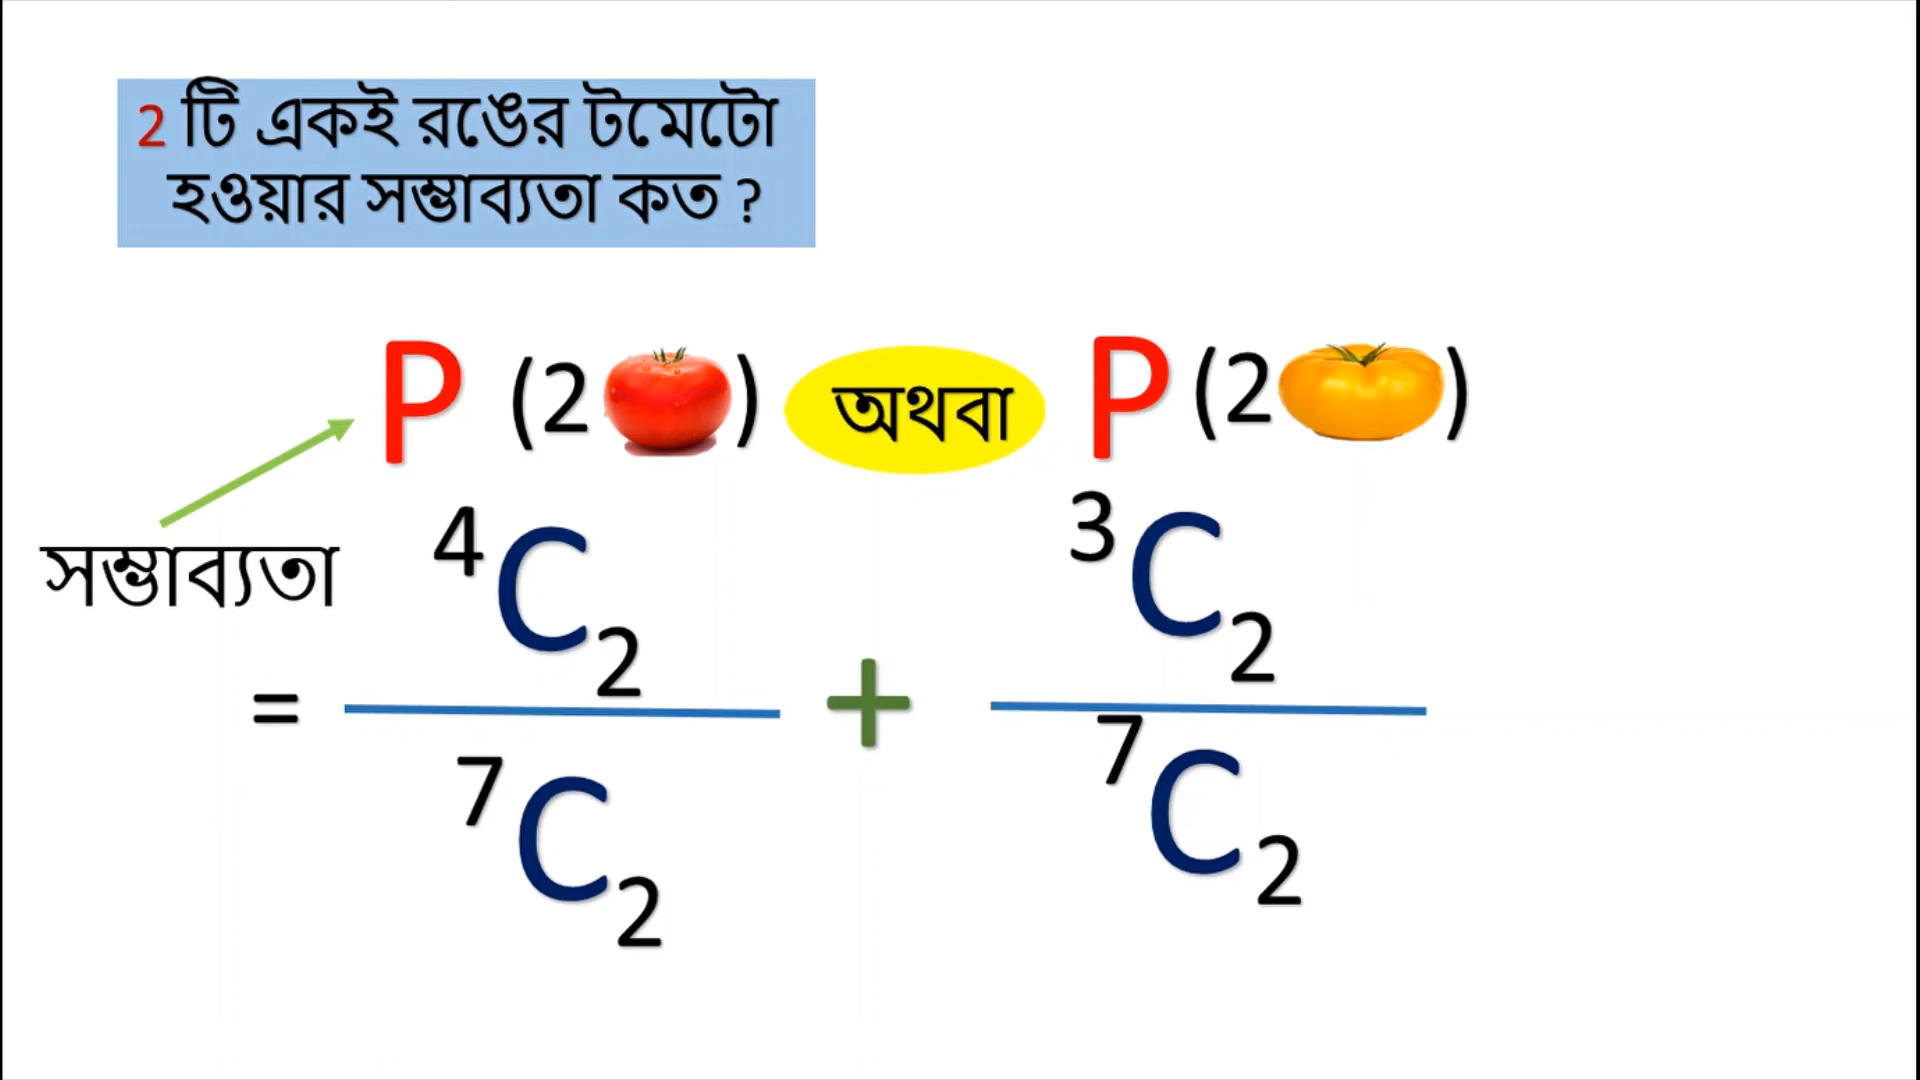 2 টি একই রঙের টমেটো
হওয়ার সম্ভাব্যতা কত ?
P (2 ) অথবা P (2 )
সম্ভাব্যতা
= ⁴C₂ + ³C₂
⁷C₂ ⁷C₂